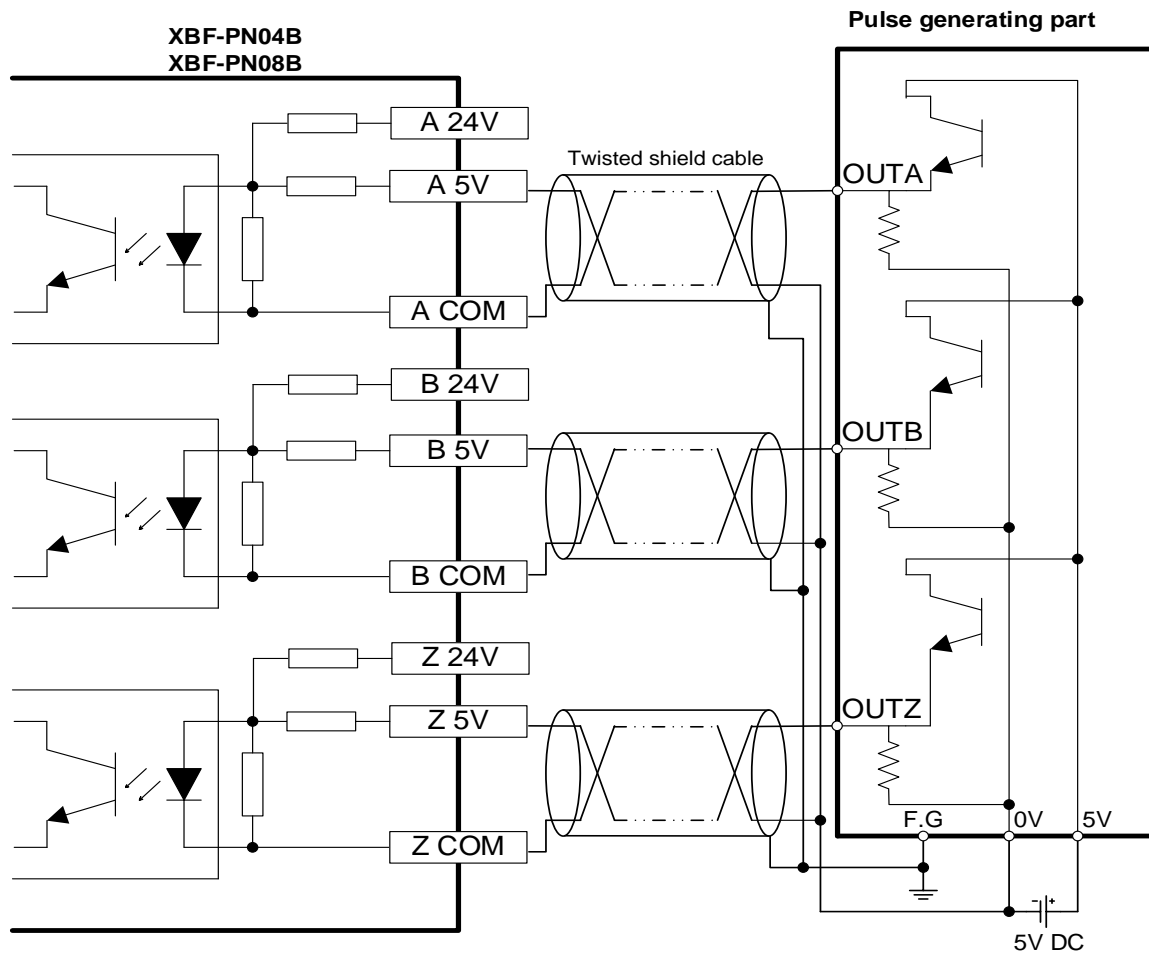 Pulse generating part
XBF-PN04B
XBF-PN08B
A 24V
Twisted shield cable
A 5V
OUTA
A COM
B 24V
B 5V
OUTB
B COM
Z 24V
Z 5V
OUTZ
Z COM
F.G
0V
5V
- +
5V DC